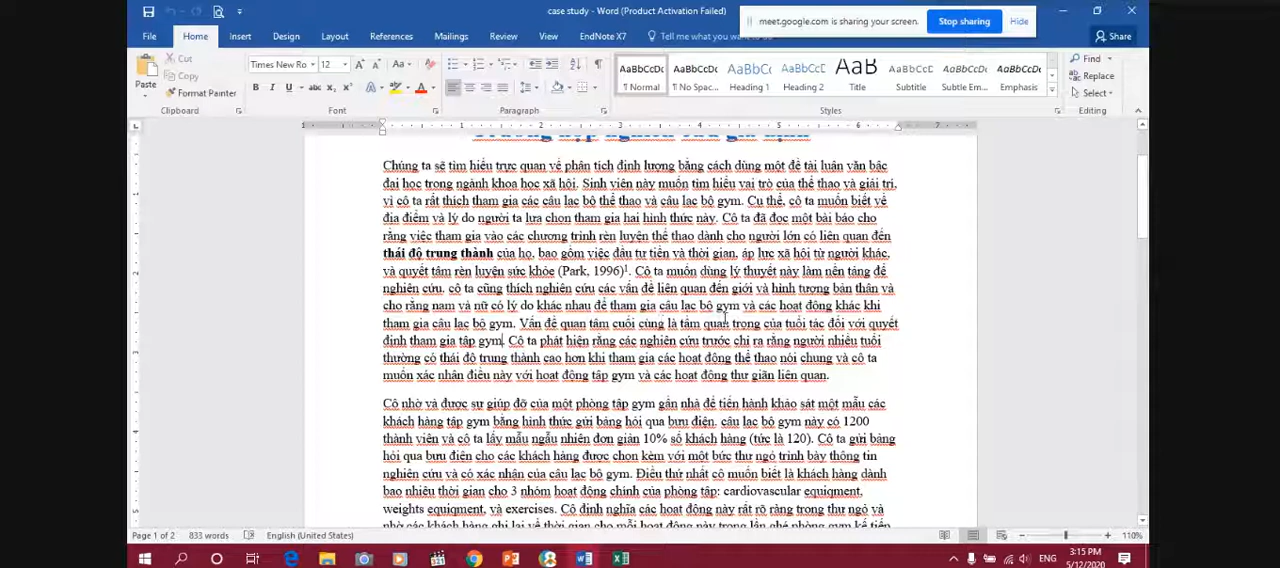 case study - Word (Product Activation Failed)
meet.google.com is sharing your screen.
Stop sharing
Hide
File Home Insert Design Layout References Mailings Review View EndNote X7 Tell me what you want to do
Share
Paste
Cut
Copy
Format Painter
Times New Ro 12
AaBbCcDc AaBbCcDc AaBbCc AaBbCcC AaB AaBbCcD AaBbCcDc AaBbCcDc
¶ Normal ¶ No Spac... Heading 1 Heading 2 Title Subtitle Subtle Em... Emphasis
Find
Replace
Select
Clipboard Font Paragraph Styles Editing
Chúng ta sẽ tìm hiểu trực quan về phân tích định lượng bằng cách dùng một đề tài luận văn bậc
đại học trong ngành khoa học xã hội. Sinh viên này muốn tìm hiểu vai trò của thể thao và giải trí,
vì cô ta rất thích tham gia các câu lạc bộ thể thao và câu lạc bộ gym. Cụ thể, cô ta muốn biết về
địa điểm và lý do người ta lựa chọn tham gia hai hình thức này. Cô ta đã đọc một bài báo cho
rằng việc tham gia vào các chương trình rèn luyện thể thao dành cho người lớn có liên quan đến
thái độ trung thành của họ, bao gồm việc đầu tư tiền và thời gian, áp lực xã hội từ người khác,
và quyết tâm rèn luyện sức khỏe (Park, 1996)¹. Cô ta muốn dùng lý thuyết này làm nền tảng để
nghiên cứu. cô ta cũng thích nghiên cứu các vấn đề liên quan đến giới và hình tượng bản thân và
cho rằng nam và nữ có lý do khác nhau để tham gia câu lạc bộ gym và các hoạt động khác khi
tham gia câu lạc bộ gym. Vấn đề quan tâm cuối cùng là tầm quan trọng của tuổi tác đối với quyết
định tham gia tập gym. Cô ta phát hiện rằng các nghiên cứu trước chỉ ra rằng người nhiều tuổi
thường có thái độ trung thành cao hơn khi tham gia các hoạt động thể thao nói chung và cô ta
muốn xác nhận điều này với hoạt động tập gym và các hoạt động thư giãn liên quan.
Cô nhờ và được sự giúp đỡ của một phòng tập gym gần nhà để tiến hành khảo sát một mẫu các
khách hàng tập gym bằng hình thức gửi bảng hỏi qua bưu điện. câu lạc bộ gym này có 1200
thành viên và cô ta lấy mẫu ngẫu nhiên đơn giản 10% số khách hàng (tức là 120). Cô ta gửi bảng
hỏi qua bưu điện cho các khách hàng được chọn kèm với một bức thư ngỏ trình bày thông tin
nghiên cứu và có xác nhận của câu lạc bộ gym. Điều thứ nhất cô muốn biết là khách hàng dành
bao nhiêu thời gian cho 3 nhóm hoạt động chính của phòng tập: cardiovascular equiqment,
weights equiqment, và exercises. Cô định nghĩa các hoạt động này rất rõ ràng trong thư ngỏ và
nhờ các khách hàng ghi lại về thời gian cho mỗi hoạt động này trong lần ghé phòng gym kế tiếp
Page 1 of 2 833 words English (United States) 110%
ENG 3:15 PM
5/12/2020